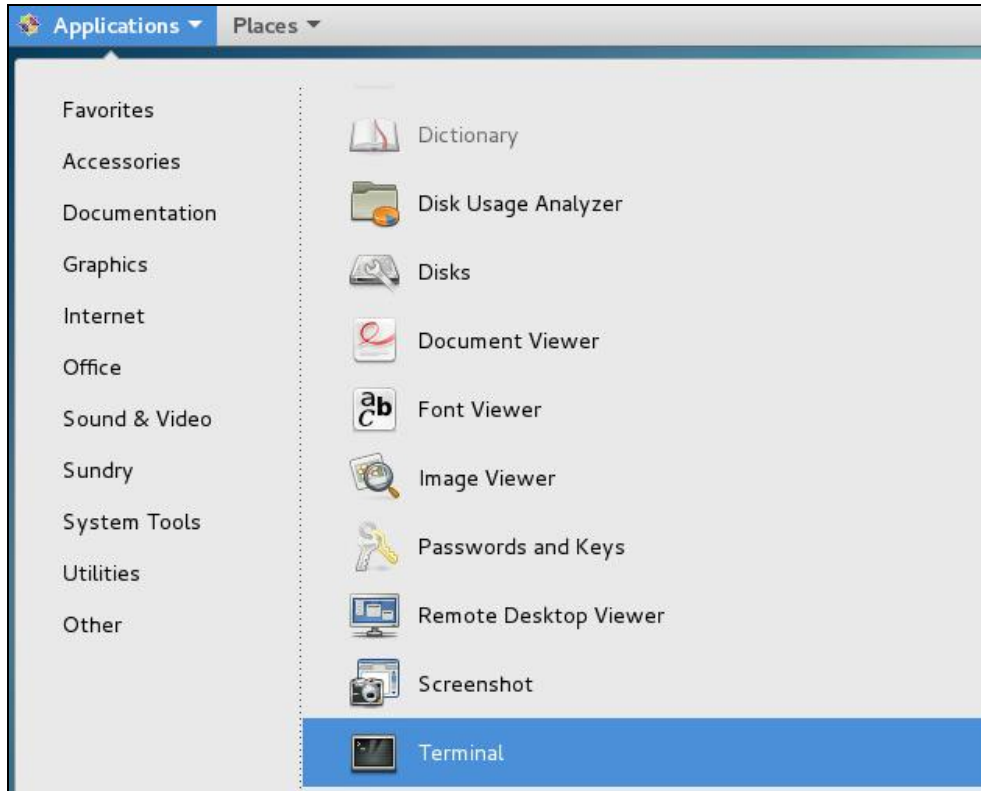 Applications Places
Favorites
Accessories
Documentation
Graphics
Internet
Office
Sound & Video
Sundry
System Tools
Utilities
Other
Dictionary
Disk Usage Analyzer
Disks
Document Viewer
Font Viewer
Image Viewer
Passwords and Keys
Remote Desktop Viewer
Screenshot
Terminal